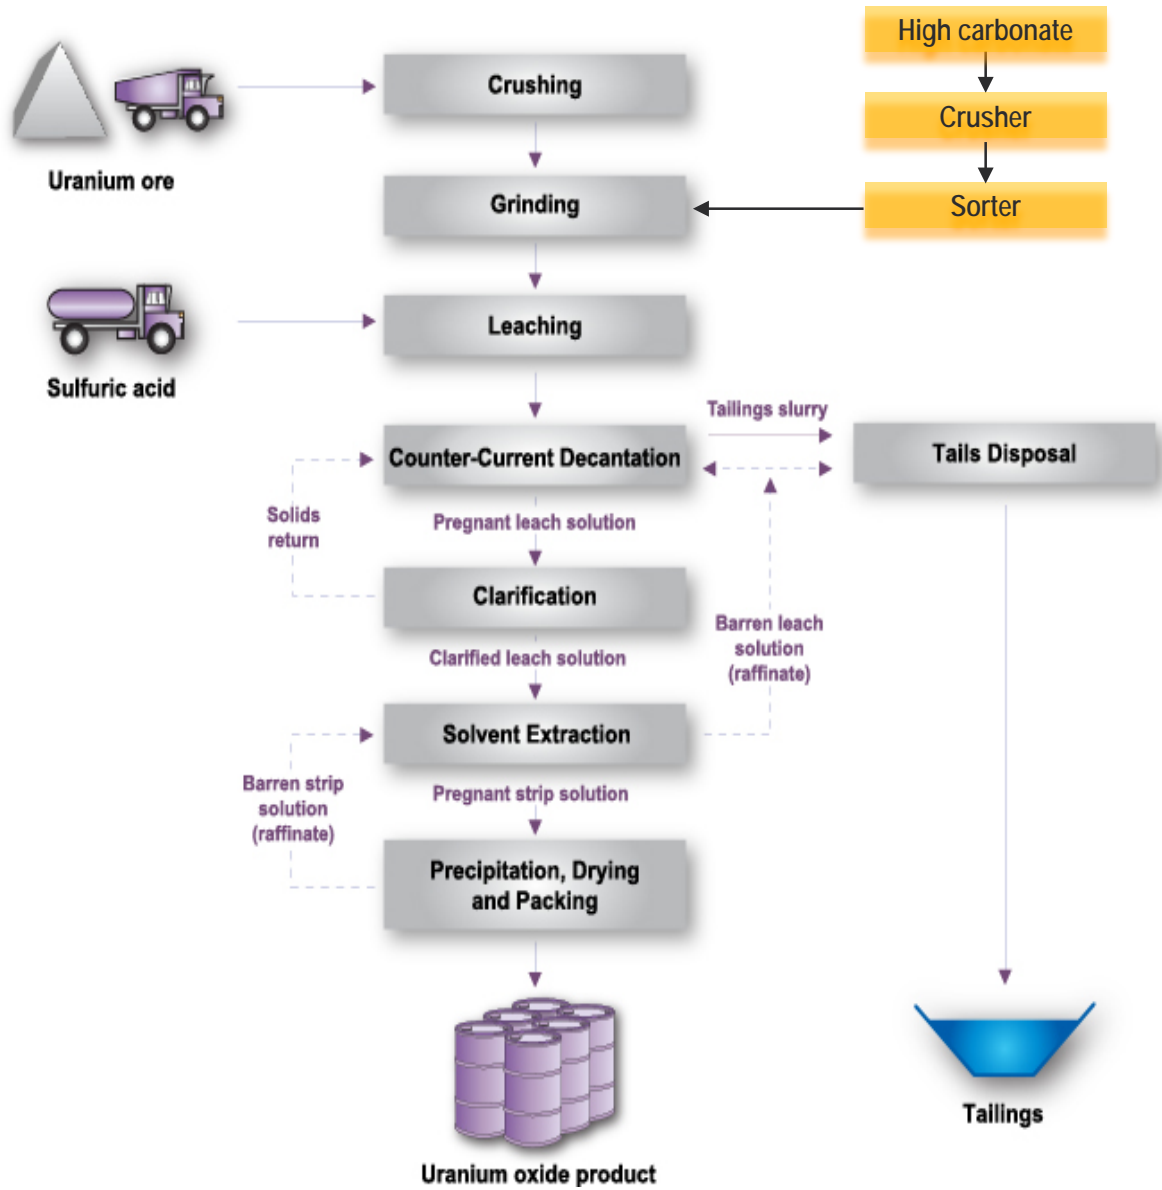 High carbonate
Crushing
Crusher
Uranium ore
Grinding
Sorter
Leaching
Sulfuric acid
Tailings slurry
Counter-Current Decantation
Tails Disposal
Solids
return
Pregnant leach solution
Clarification
Barren leach
solution
(raffinate)
Clarified leach solution
Solvent Extraction
Barren strip
solution
(raffinate)
Pregnant strip solution
Precipitation, Drying
and Packing
Tailings
Uranium oxide product